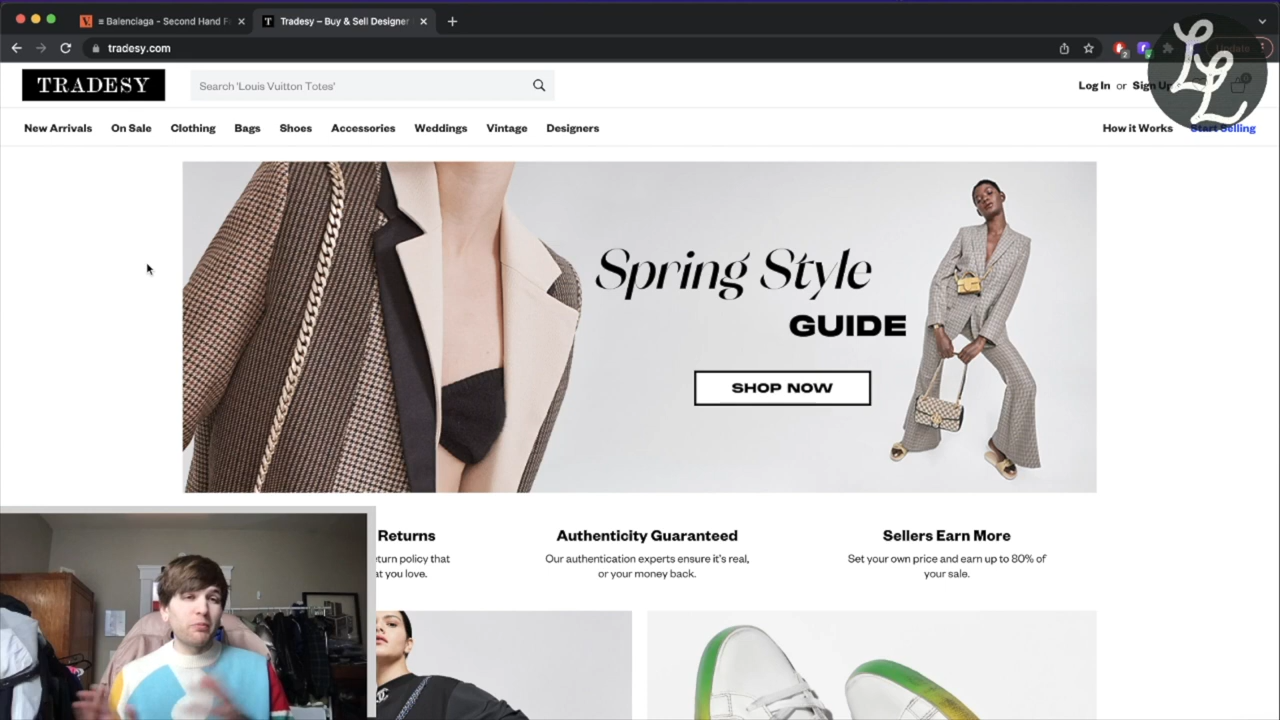 ≡ Balenciaga - Second Hand F
Tradesy – Buy & Sell Designer
tradesy.com
Update
TRADESY
Search 'Louis Vuitton Totes'
Log In or Sign Up
LL
New Arrivals On Sale Clothing Bags Shoes Accessories Weddings Vintage Designers
How it Works Start Selling
Spring Style
GUIDE
SHOP NOW
Returns
eturn policy that
at you love.
Authenticity Guaranteed
Our authentication experts ensure it's real,
or your money back.
Sellers Earn More
Set your own price and earn up to 80% of
your sale.